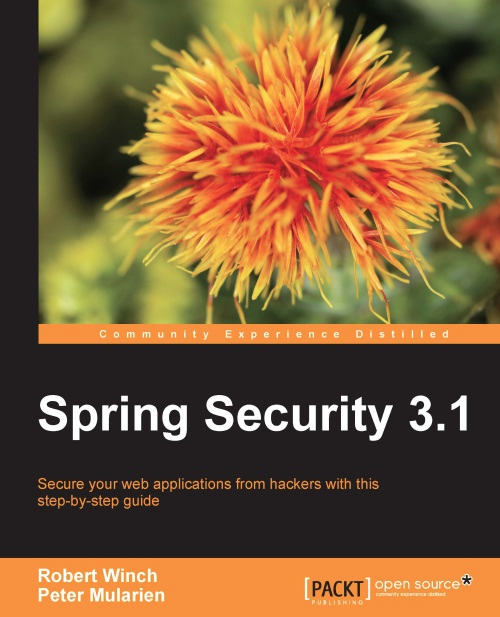 Community Experience Distilled
Spring Security 3.1
Secure your web applications from hackers with this
step-by-step guide
Robert Winch
Peter Mularien
[PACKT]
PUBLISHING
open source*
community experience distilled